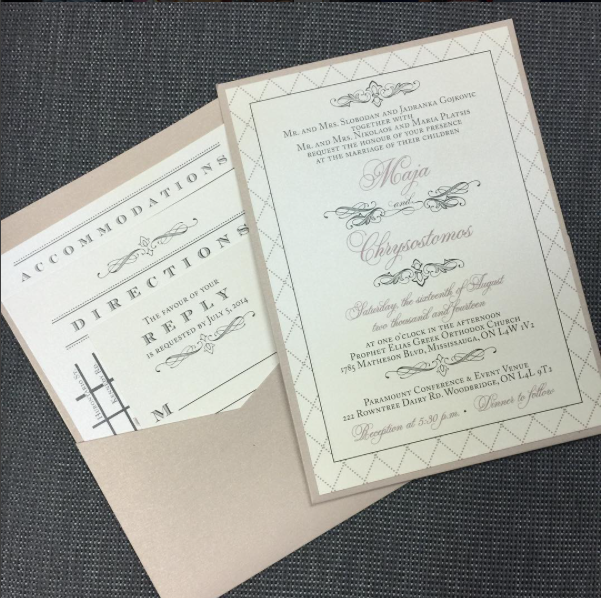 Mr. and Mrs. Slobodan and Jadranka Gojkovic
together with
Mr. and Mrs. Nikolaos and Maria Platsis
request the honour of your presence
at the marriage of their children
Maja
and
Chrysostomos
Saturday, the sixteenth of August
two thousand and fourteen
at one o'clock in the afternoon
Prophet Elias Greek Orthodox Church
1785 Matheson Blvd, Mississauga, ON L4W 1V2
Paramount Conference & Event Venue
222 Rowntree Dairy Rd, Woodbridge, ON L4L 9T2
Reception at 5:30 p.m. • Dinner to follow
ACCOMMODATIONS
DIRECTIONS
The favour of your
REPLY
is requested by July 5, 2014
M